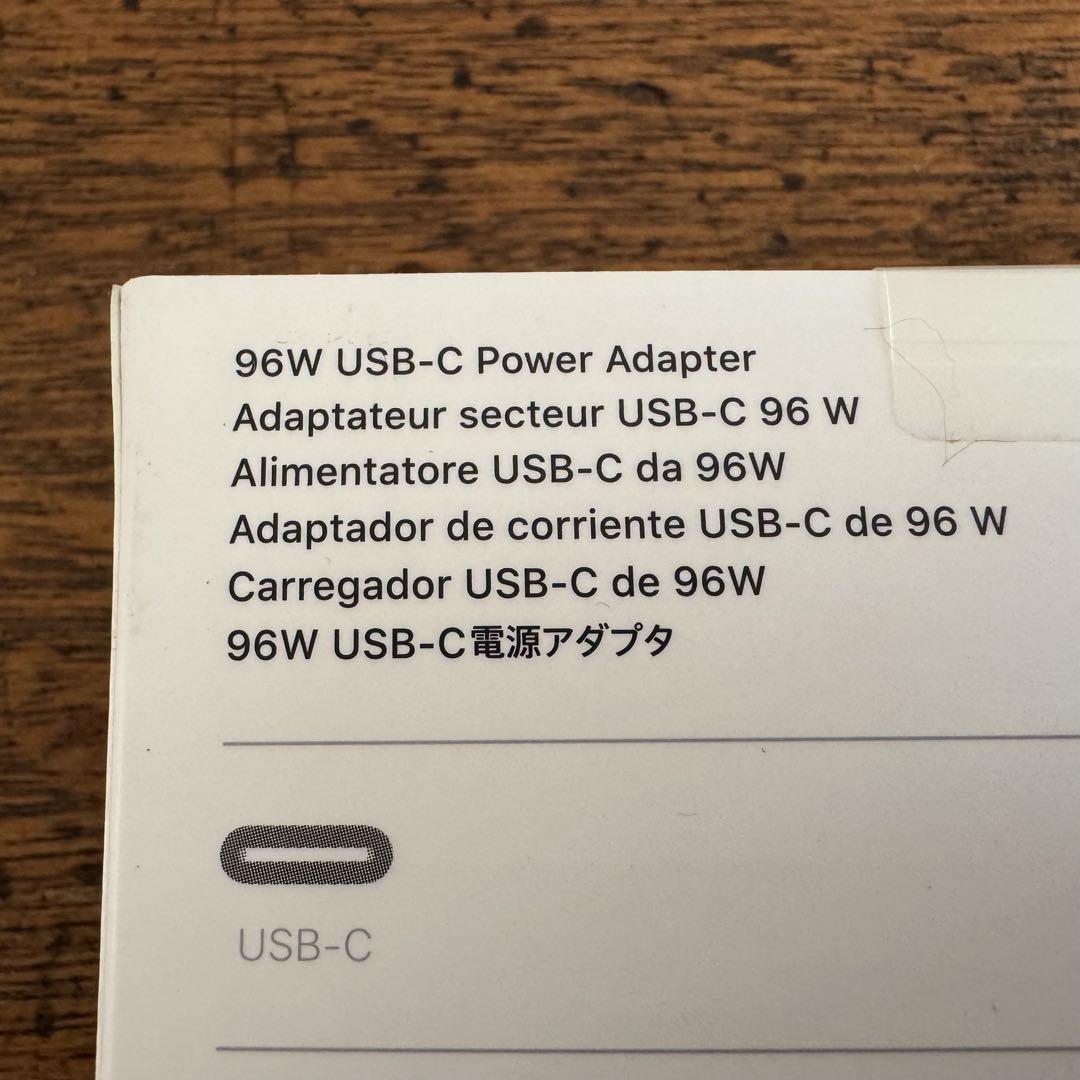 96W USB-C Power Adapter
Adaptateur secteur USB-C 96 W
Alimentatore USB-C da 96W
Adaptador de corriente USB-C de 96 W
Carregador USB-C de 96W
96W USB-C電源アダプタ
USB-C